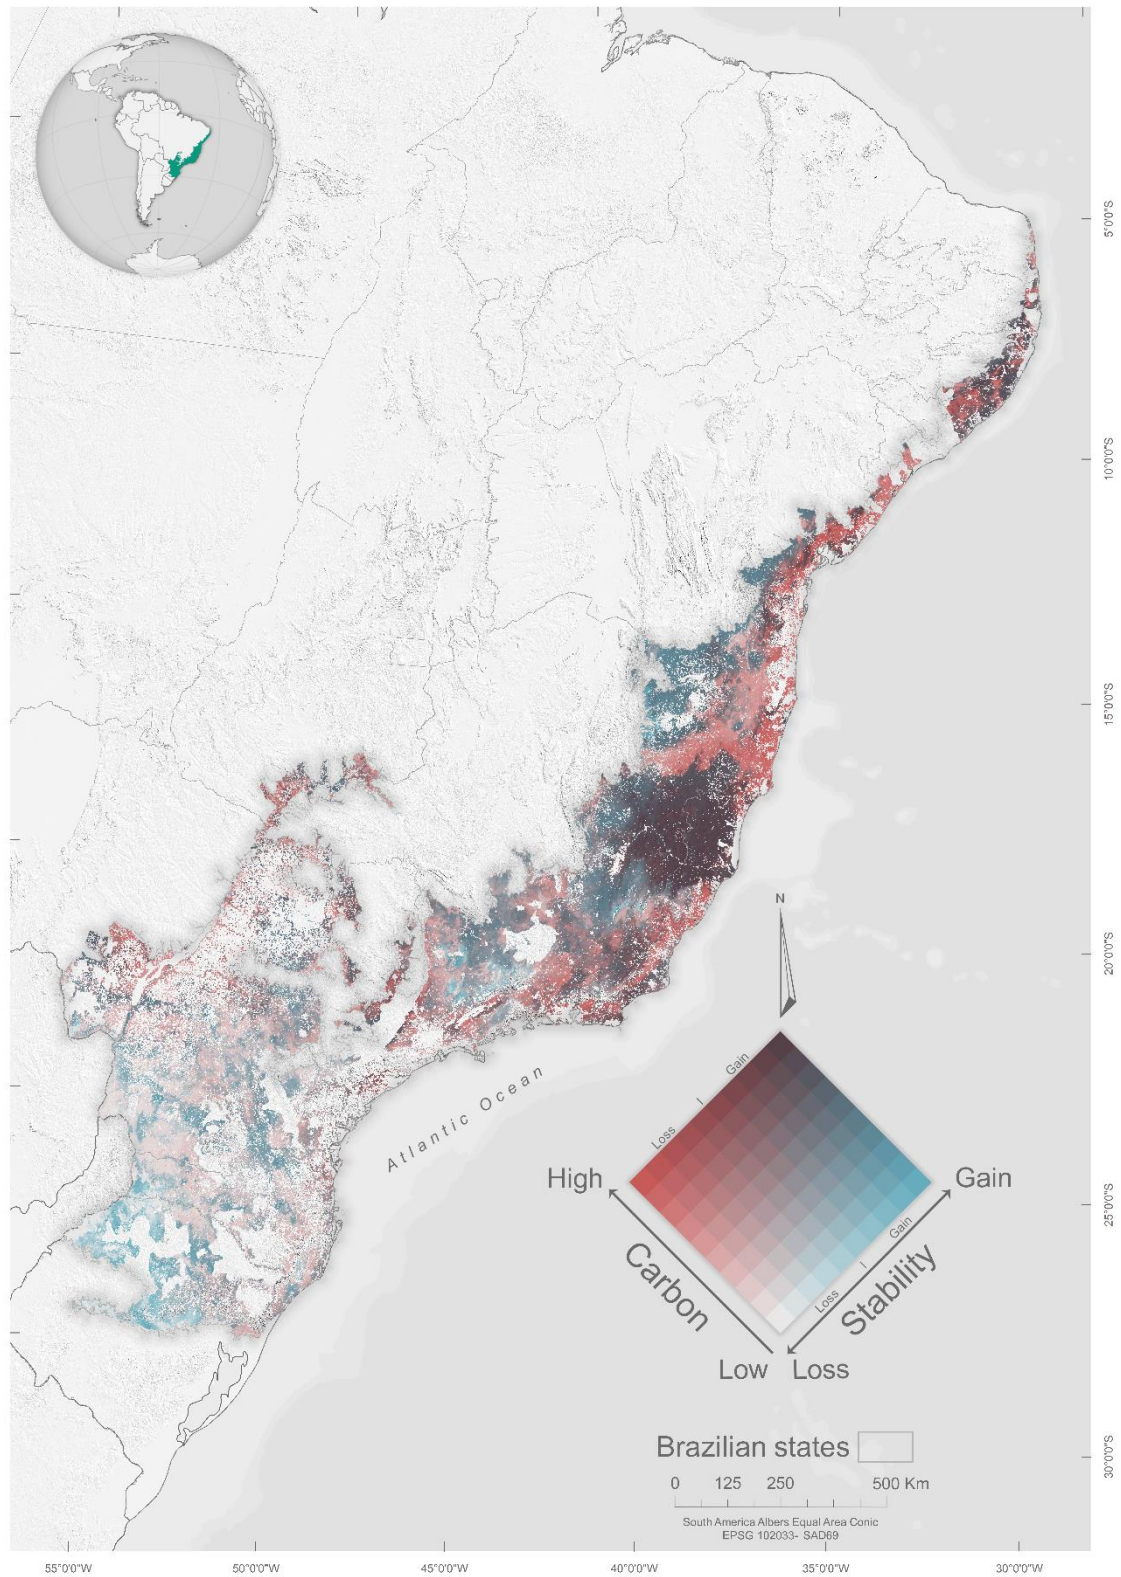 5°0'0"S
10°0'0"S
15°0'0"S
20°0'0"S
25°0'0"S
30°0'0"S
N
Atlantic Ocean
Gain
I
Loss
High
Gain
Gain
I
Loss
Carbon
Stability
Low
Loss
Brazilian states
0 125 250 500 Km
South America Albers Equal Area Conic
EPSG 102033- SAD69
55°0'0"W 50°0'0"W 45°0'0"W 40°0'0"W 35°0'0"W 30°0'0"W